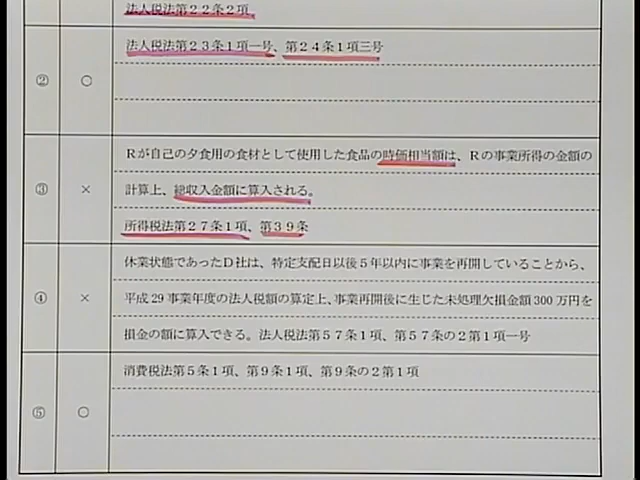 法人税法第２２条２項
② ○ 法人税法第２３条１項一号、第２４条１項三号
Ｒが自己の夕食用の食材として使用した食品の時価相当額は、Ｒの事業所得の金額の
③ × 計算上、総収入金額に算入される。
所得税法第２７条１項、第３９条
休業状態であったＤ社は、特定支配日以後５年以内に事業を再開していることから、
④ × 平成 29 事業年度の法人税額の算定上、事業再開後に生じた未処理欠損金額 300 万円を
損金の額に算入できる。法人税法第５７条１項、第５７条の２第１項一号
消費税法第５条１項、第９条１項、第９条の２第１項
⑤ ○